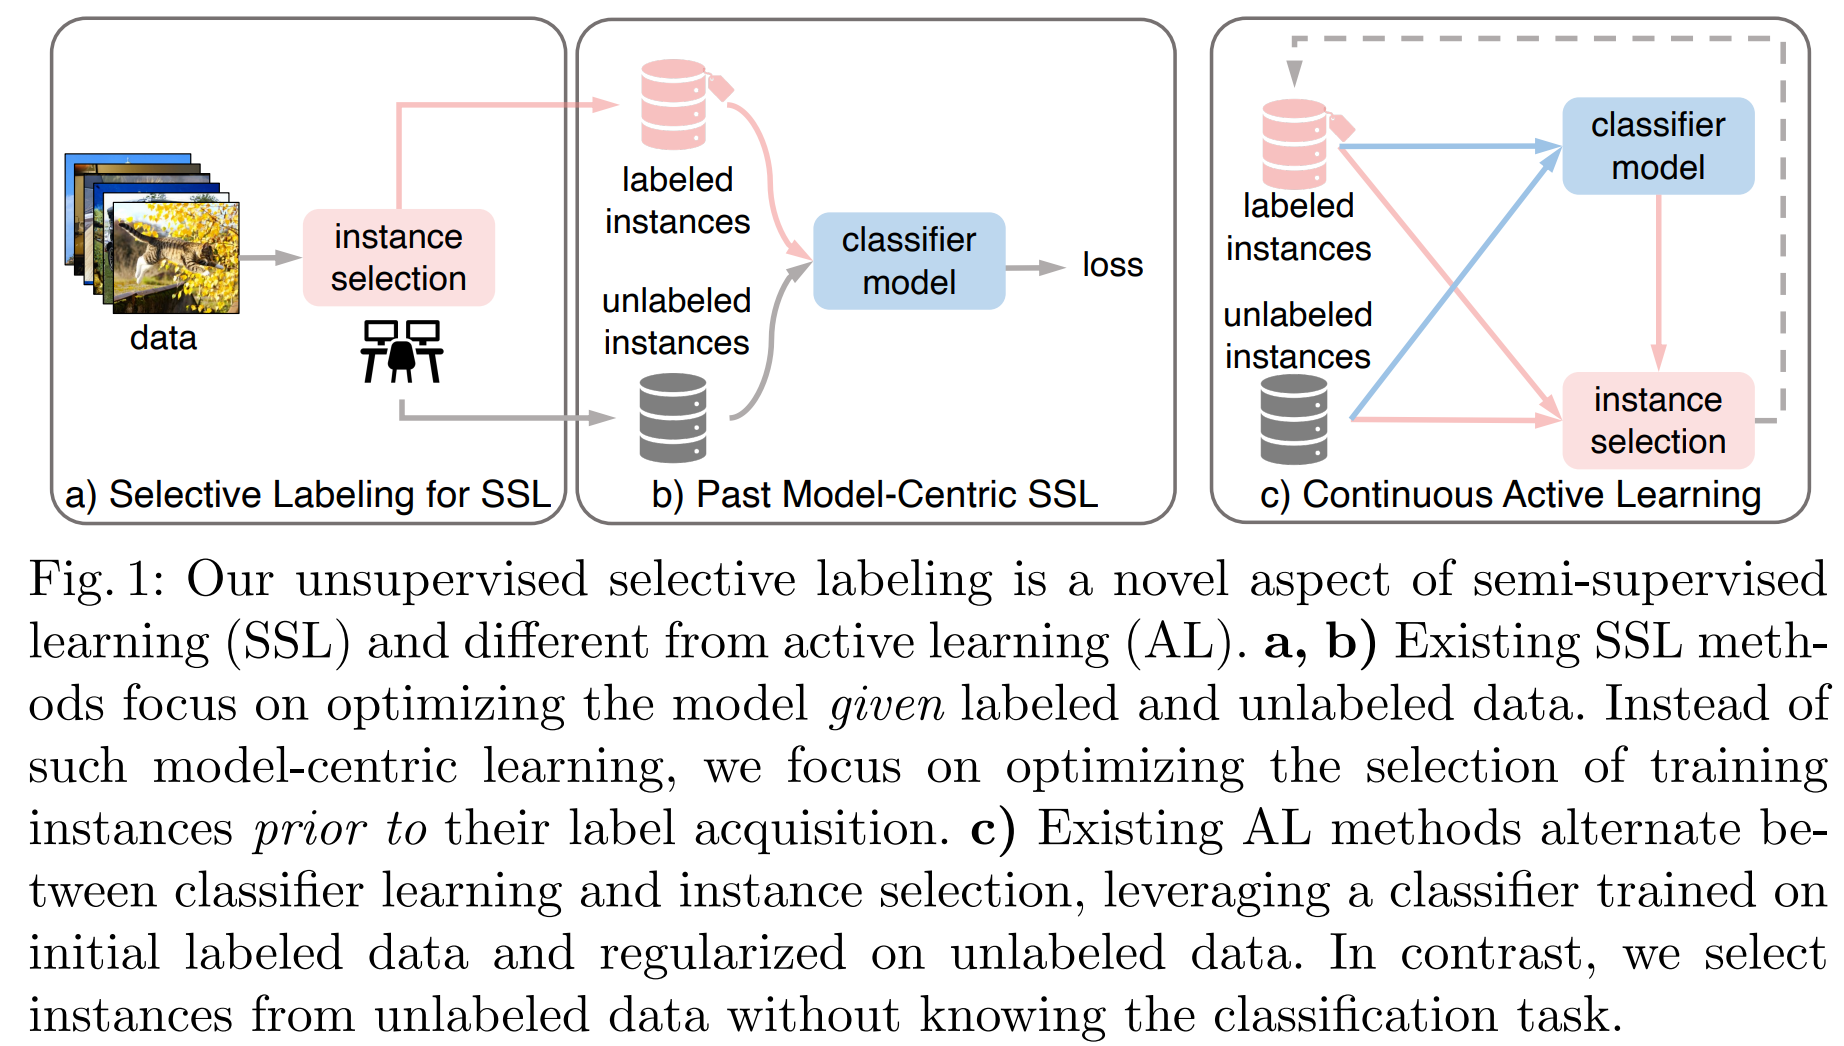 data
instance
selection
a) Selective Labeling for SSL
labeled
instances
unlabeled
instances
classifier
model
loss
b) Past Model-Centric SSL
labeled
instances
unlabeled
instances
classifier
model
instance
selection
c) Continuous Active Learning
Fig. 1: Our unsupervised selective labeling is a novel aspect of semi-supervised
learning (SSL) and different from active learning (AL). a, b) Existing SSL meth-
ods focus on optimizing the model given labeled and unlabeled data. Instead of
such model-centric learning, we focus on optimizing the selection of training
instances prior to their label acquisition. c) Existing AL methods alternate be-
tween classifier learning and instance selection, leveraging a classifier trained on
initial labeled data and regularized on unlabeled data. In contrast, we select
instances from unlabeled data without knowing the classification task.